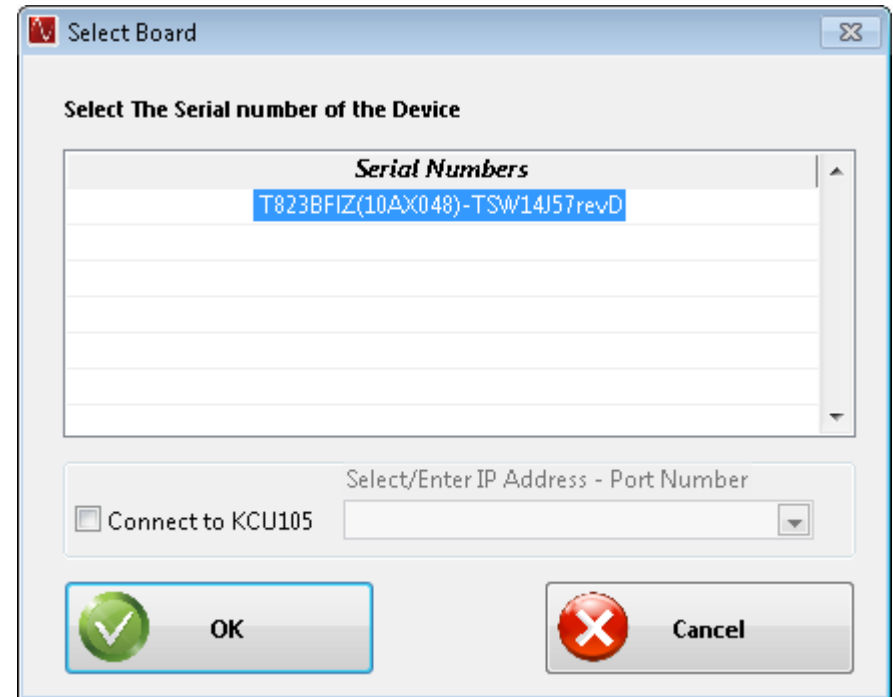 Select Board
Select The Serial number of the Device
Serial Numbers
T823BFIZ(10AX048)-TSW14J57revD
Select/Enter IP Address - Port Number
Connect to KCU105
OK
Cancel